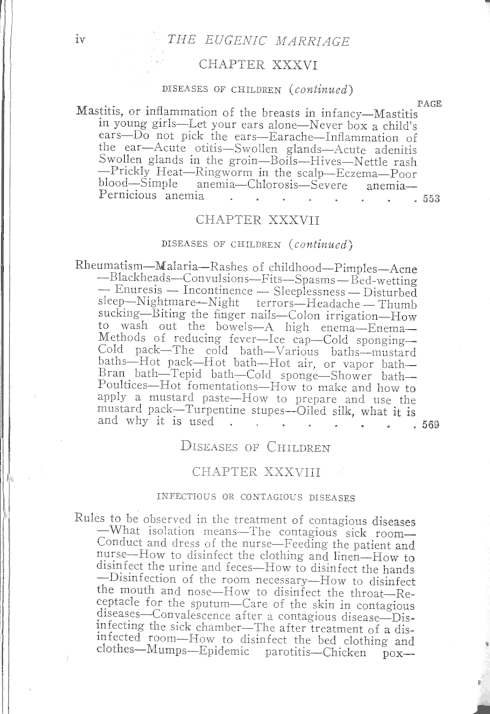 iv THE EUGENIC MARRIAGE
CHAPTER XXXVI
DISEASES OF CHILDREN (continued)
PAGE
Mastitis, or inflammation of the breasts in infancy—Mastitis
in young girls—Let your ears alone—Never box a child's
ears—Do not pick the ears—Earache—Inflammation of
the ear—Acute otitis—Swollen glands—Acute adenitis
Swollen glands in the groin—Boils—Hives—Nettle rash
—Prickly Heat—Ringworm in the scalp—Eczema—Poor
blood—Simple anemia—Chlorosis—Severe anemia—
Pernicious anemia . . . . . . . . 553
CHAPTER XXXVII
DISEASES OF CHILDREN (continued)
Rheumatism—Malaria—Rashes of childhood—Pimples—Acne
—Blackheads—Convulsions—Fits—Spasms—Bed-wetting
— Enuresis — Incontinence — Sleeplessness — Disturbed
sleep—Nightmare—Night terrors—Headache — Thumb
sucking—Biting the finger nails—Colon irrigation—How
to wash out the bowels—A high enema—Enema—
Methods of reducing fever—Ice cap—Cold sponging—
Cold pack—The cold bath—Various baths—mustard
baths—Hot pack—Hot bath—Hot air, or vapor bath—
Bran bath—Tepid bath—Cold sponge—Shower bath—
Poultices—Hot fomentations—How to make and how to
apply a mustard paste—How to prepare and use the
mustard pack—Turpentine stupes—Oiled silk, what it is
and why it is used . . . . . . . . 569
DISEASES OF CHILDREN
CHAPTER XXXVIII
INFECTIOUS OR CONTAGIOUS DISEASES
Rules to be observed in the treatment of contagious diseases
—What isolation means—The contagious sick room—
Conduct and dress of the nurse—Feeding the patient and
nurse—How to disinfect the clothing and linen—How to
disinfect the urine and feces—How to disinfect the hands
—Disinfection of the room necessary—How to disinfect
the mouth and nose—How to disinfect the throat—Re-
ceptacle for the sputum—Care of the skin in contagious
diseases—Convalescence after a contagious disease—Dis-
infecting the sick chamber—The after treatment of a dis-
infected room—How to disinfect the bed clothing and
clothes—Mumps—Epidemic parotitis—Chicken pox—